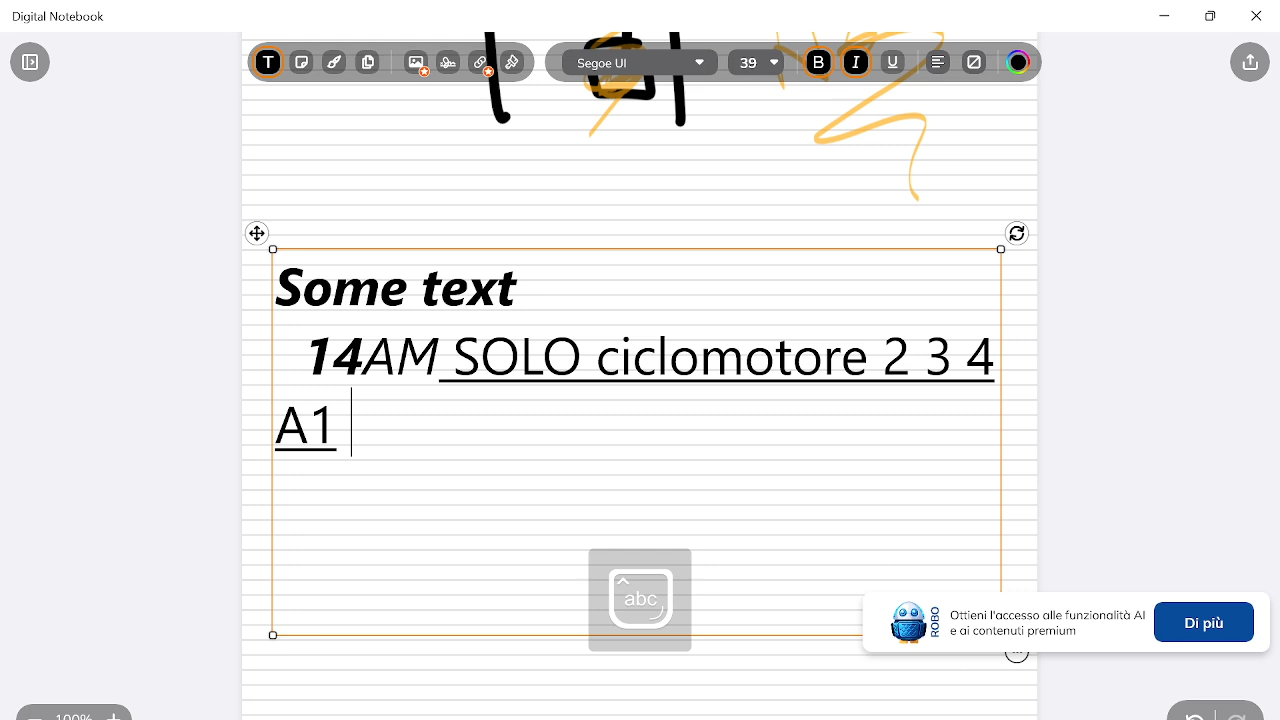 Digital Notebook
T
Segoe UI
39
B
I
U
Some text
14AM SOLO ciclomotore 2 3 4
A1
abc
ROBO
Ottieni l'accesso alle funzionalità AI
e ai contenuti premium
Di più
100%